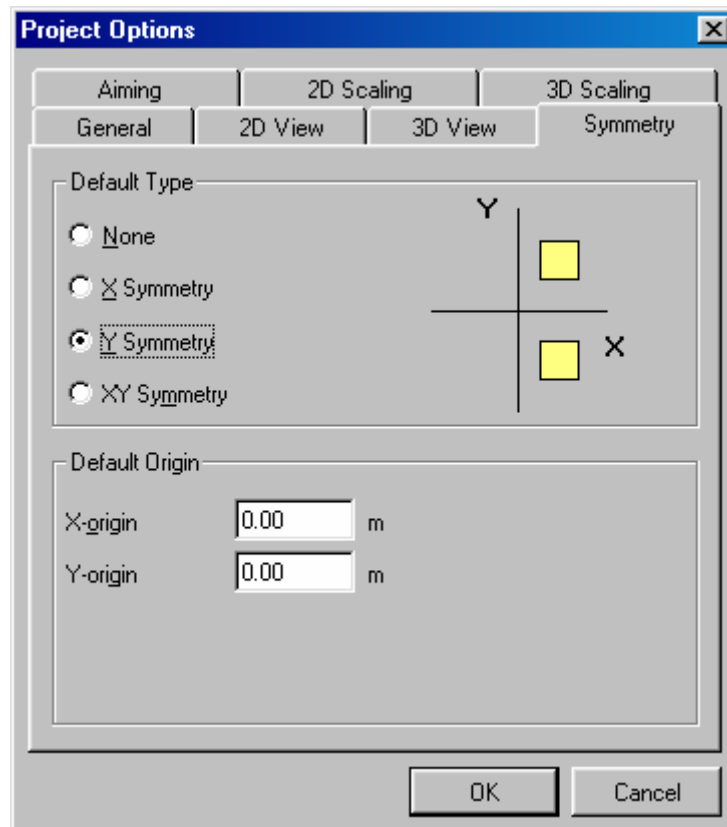 Project Options
Aiming 2D Scaling 3D Scaling
General 2D View 3D View Symmetry
Default Type
None
X Symmetry
Y Symmetry
XY Symmetry
Y
X
Default Origin
X-origin 0.00 m
Y-origin 0.00 m
OK Cancel